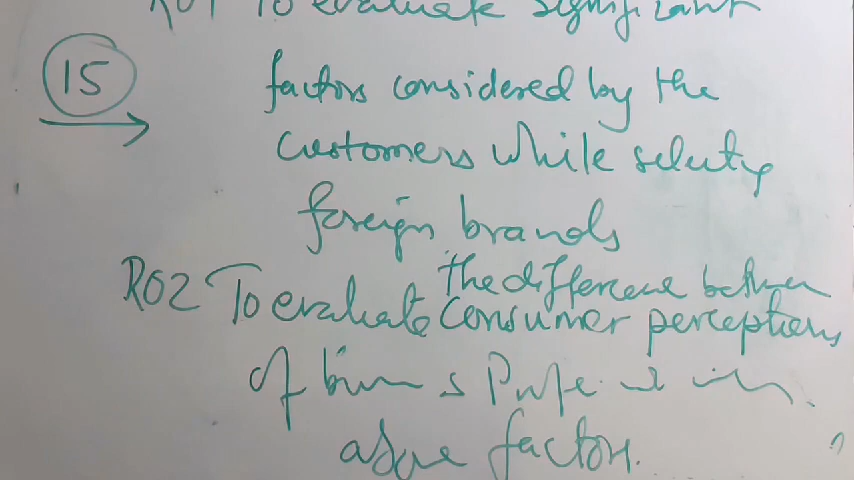 RO1 To evaluate significant
15
factors considered by the
customers while selecting
foreign brands
the difference between
RO2 To evaluate consumer perceptions
of
above factors.